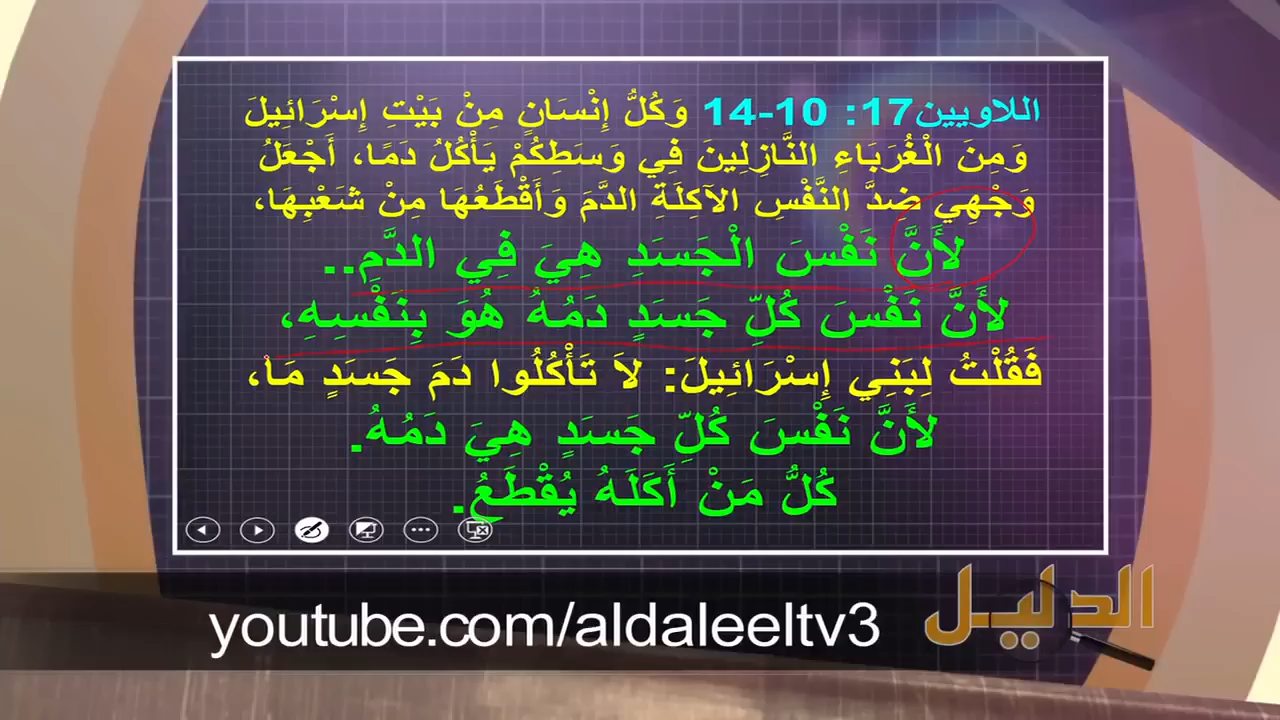 اللاويين17: 10-14 وَكُلُّ إِنْسَانٍ مِنْ بَيْتِ إِسْرَائِيلَ
وَمِنَ الْغُرَبَاءِ النَّازِلِينَ فِي وَسَطِكُمْ يَأْكُلُ دَمًا، أَجْعَلُ
وَجْهِي ضِدَّ النَّفْسِ الآكِلَةِ الدَّمَ وَأَقْطَعُهَا مِنْ شَعْبِهَا،
لأَنَّ نَفْسَ الْجَسَدِ هِيَ فِي الدَّمِ..
لأَنَّ نَفْسَ كُلِّ جَسَدٍ دَمُهُ هُوَ بِنَفْسِهِ،
فَقُلْتُ لِبَنِي إِسْرَائِيلَ: لاَ تَأْكُلُوا دَمَ جَسَدٍ مَا،
لأَنَّ نَفْسَ كُلِّ جَسَدٍ هِيَ دَمُهُ.
كُلُّ مَنْ أَكَلَهُ يُقْطَعُ.
الدليل
youtube.com/aldaleeltv3